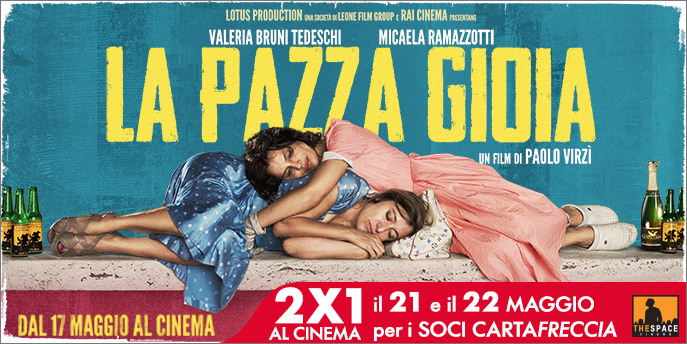 LOTUS PRODUCTION UNA SOCIETÀ DI LEONE FILM GROUP E RAI CINEMA PRESENTANO
VALERIA BRUNI TEDESCHI MICAELA RAMAZZOTTI
LA PAZZA GIOIA
UN FILM DI PAOLO VIRZÌ
DAL 17 MAGGIO AL CINEMA
2X1
AL CINEMA
il 21 e il 22 MAGGIO
per i SOCI CARTAFRECCIA
THESPACE
CINEMA